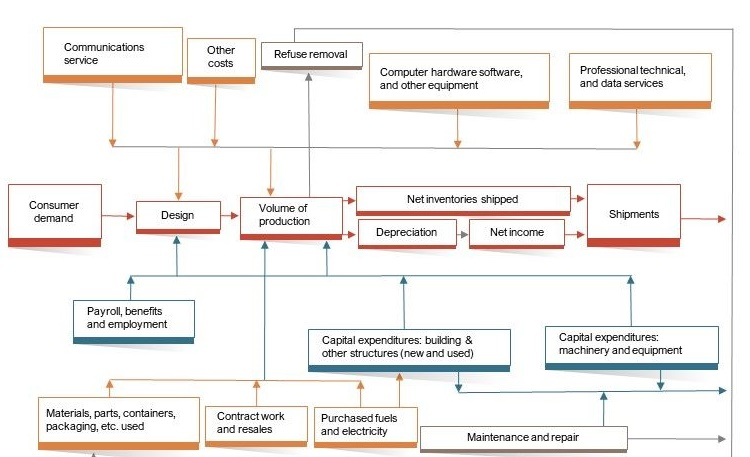 Communications
service
Other
costs
Refuse removal
Computer hardware software,
and other equipment
Professional technical,
and data services
Consumer
demand
Design
Volume of
production
Net inventories shipped
Depreciation
Net income
Shipments
Payroll, benefits
and employment
Capital expenditures: building &
other structures (new and used)
Capital expenditures:
machinery and equipment
Materials, parts, containers,
packaging, etc. used
Contract work
and resales
Purchased fuels
and electricity
Maintenance and repair